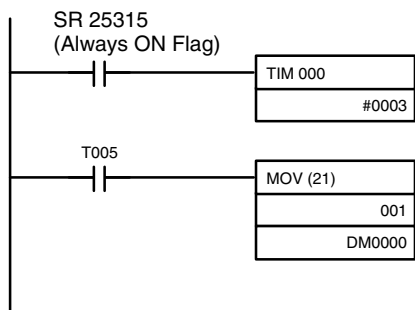 SR 25315
(Always ON Flag)
TIM 000
#0003
T005
MOV (21)
001
DM0000